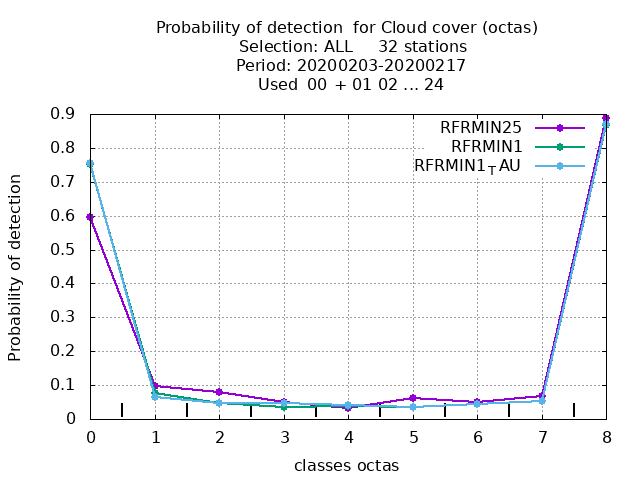 Probability of detection  for Cloud cover (octas)
Selection: ALL     32 stations
Period: 20200203-20200217
Used  00 + 01 02 ... 24
RFRMIN25
RFRMIN1
RFRMIN1TAU
0.9
0.8
0.7
0.6
0.5
0.4
0.3
0.2
0.1
0
Probability of detection
0 1 2 3 4 5 6 7 8
classes octas